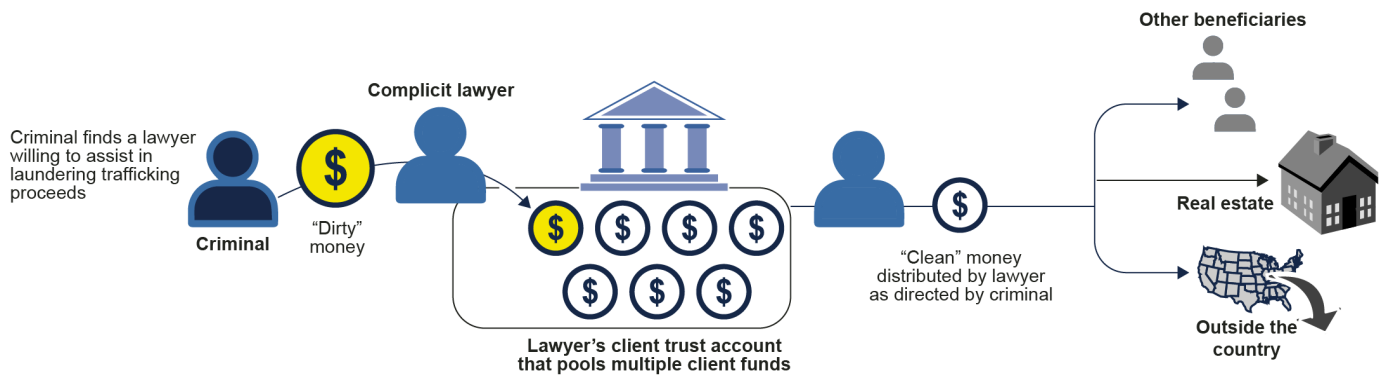 Criminal finds a lawyer
willing to assist in
laundering trafficking
proceeds
Criminal
$
“Dirty”
money
Complicit lawyer
$ $ $ $
$ $ $
Lawyer’s client trust account
that pools multiple client funds
$
“Clean” money
distributed by lawyer
as directed by criminal
Other beneficiaries
Real estate
Outside the
country